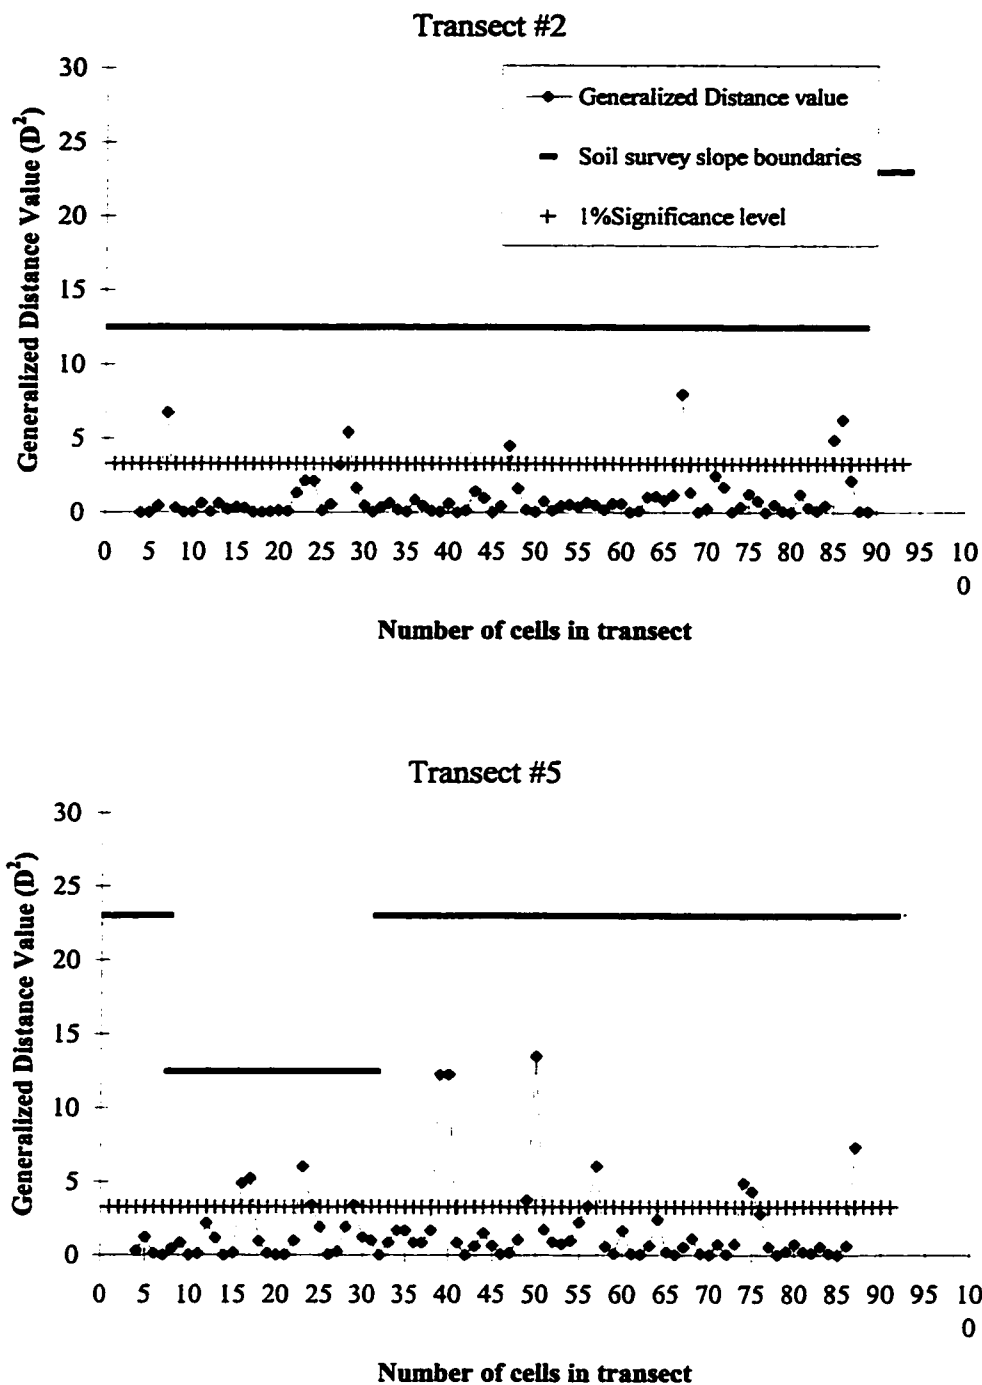 Transect #2
Generalized Distance Value (D²)
30
25
20
15
10
5
0
Generalized Distance value
Soil survey slope boundaries
1%Significance level
0 5 10 15 20 25 30 35 40 45 50 55 60 65 70 75 80 85 90 95 10
0
Number of cells in transect
Transect #5
Generalized Distance Value (D²)
30
25
20
15
10
5
0
0 5 10 15 20 25 30 35 40 45 50 55 60 65 70 75 80 85 90 95 10
0
Number of cells in transect